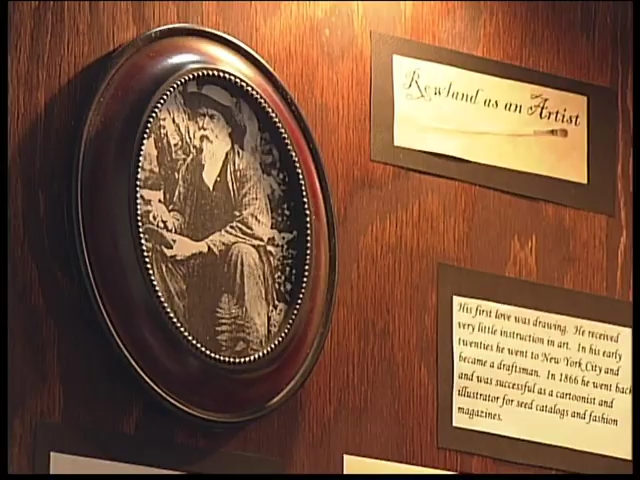 Rowland as an Artist
His first love was drawing. He received
very little instruction in art. In his early
twenties he went to New York City and
became a draftsman. In 1866 he went back
and was successful as a cartoonist and
illustrator for seed catalogs and fashion
magazines.